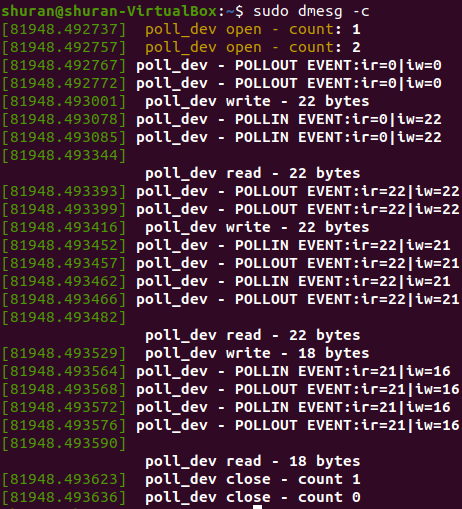 shuran@shuran-VirtualBox:~$ sudo dmesg -c
[81948.492737]  poll_dev open - count: 1
[81948.492757]  poll_dev open - count: 2
[81948.492767] poll_dev - POLLOUT EVENT:ir=0|iw=0
[81948.492772] poll_dev - POLLOUT EVENT:ir=0|iw=0
[81948.493001]  poll_dev write - 22 bytes
[81948.493078] poll_dev - POLLIN EVENT:ir=0|iw=22
[81948.493085] poll_dev - POLLIN EVENT:ir=0|iw=22
[81948.493344]
poll_dev read - 22 bytes
[81948.493393] poll_dev - POLLOUT EVENT:ir=22|iw=22
[81948.493399] poll_dev - POLLOUT EVENT:ir=22|iw=22
[81948.493416]  poll_dev write - 22 bytes
[81948.493452] poll_dev - POLLIN EVENT:ir=22|iw=21
[81948.493457] poll_dev - POLLOUT EVENT:ir=22|iw=21
[81948.493462] poll_dev - POLLIN EVENT:ir=22|iw=21
[81948.493466] poll_dev - POLLOUT EVENT:ir=22|iw=21
[81948.493482]
poll_dev read - 22 bytes
[81948.493529]  poll_dev write - 18 bytes
[81948.493564] poll_dev - POLLIN EVENT:ir=21|iw=16
[81948.493568] poll_dev - POLLOUT EVENT:ir=21|iw=16
[81948.493572] poll_dev - POLLIN EVENT:ir=21|iw=16
[81948.493576] poll_dev - POLLOUT EVENT:ir=21|iw=16
[81948.493590]
poll_dev read - 18 bytes
[81948.493623]  poll_dev close - count 1
[81948.493636]  poll_dev close - count 0